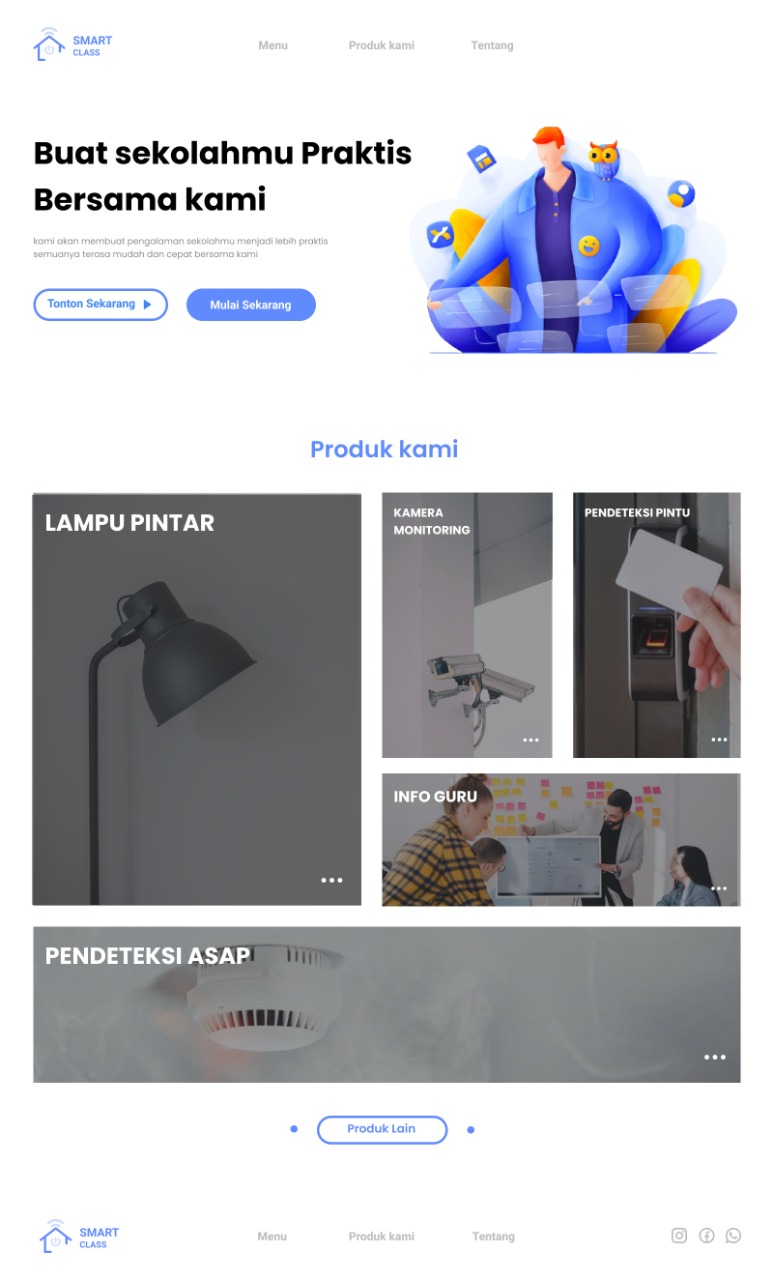 SMART
CLASS
Menu
Produk kami
Tentang
Buat sekolahmu Praktis
Bersama kami
kami akan membuat pengalaman sekolahmu menjadi lebih praktis
semuanya terasa mudah dan cepat bersama kami
Tonton Sekarang
Mulai Sekarang
Produk kami
LAMPU PINTAR
KAMERA
MONITORING
PENDETEKSI PINTU
INFO GURU
PENDETEKSI ASAP
Produk Lain
SMART
CLASS
Menu
Produk kami
Tentang